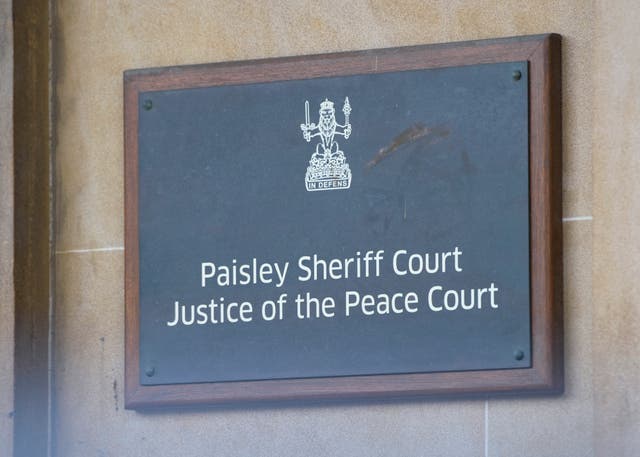 IN DEFENS
Paisley Sheriff Court
Justice of the Peace Court